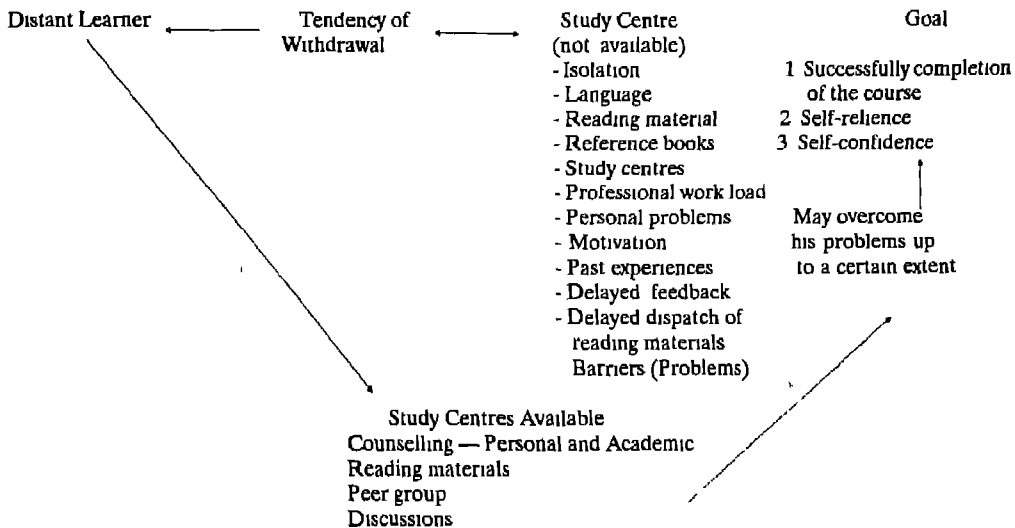 Distant Learner
Tendency of
Withdrawal
Study Centre
(not available)
- Isolation
- Language
- Reading material
- Reference books
- Study centres
- Professional work load
- Personal problems
- Motivation
- Past experiences
- Delayed feedback
- Delayed dispatch of
reading materials
Barriers (Problems)
Goal
1 Successfully completion
of the course
2 Self-relience
3 Self-confidence
May overcome
his problems up
to a certain extent
Study Centres Available
Counselling — Personal and Academic
Reading materials
Peer group
Discussions